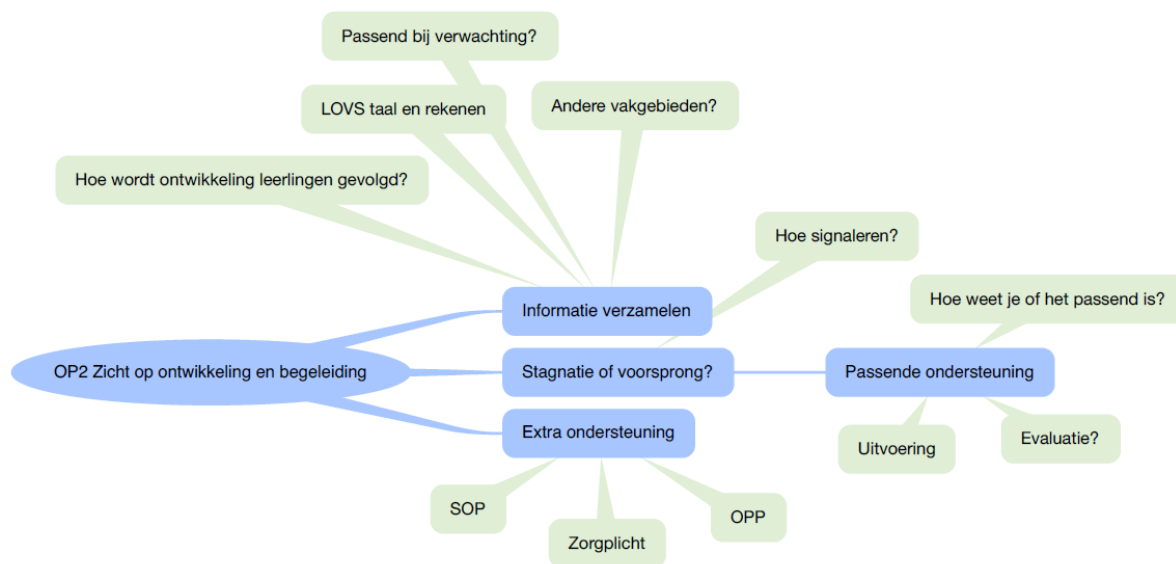 Passend bij verwachting?
LOVS taal en rekenen
Andere vakgebieden?
Hoe wordt ontwikkeling leerlingen gevolgd?
Hoe signaleren?
Informatie verzamelen
Hoe weet je of het passend is?
OP2 Zicht op ontwikkeling en begeleiding
Stagnatie of voorsprong?
Passende ondersteuning
Extra ondersteuning
Uitvoering
Evaluatie?
SOP
Zorgplicht
OPP